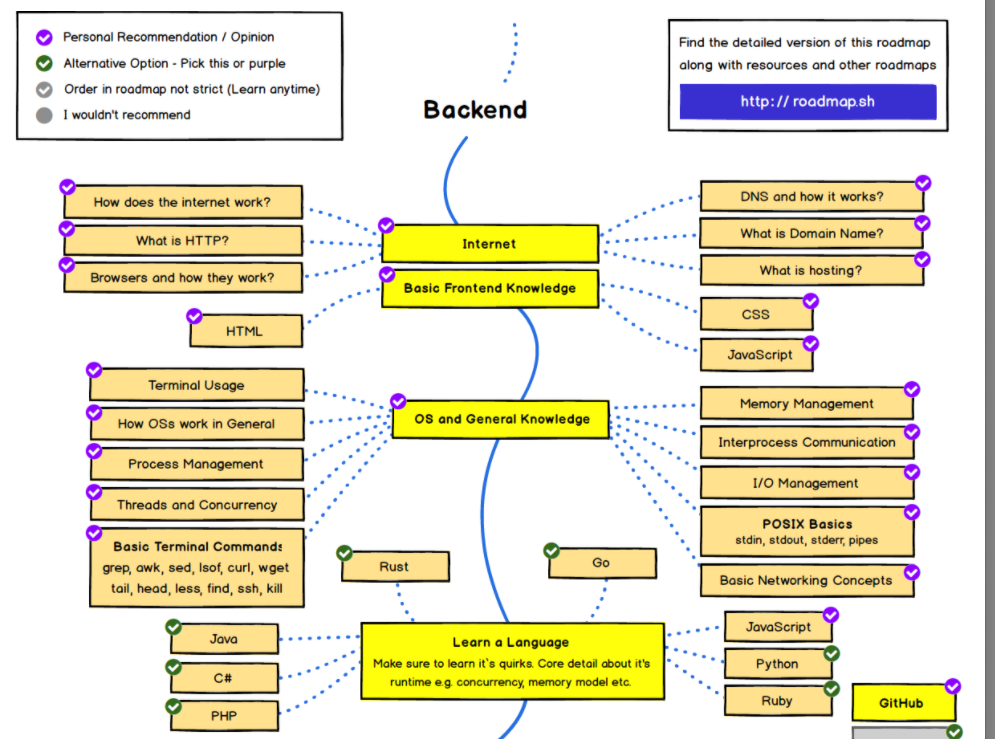 Personal Recommendation / Opinion
Alternative Option - Pick this or purple
Order in roadmap not strict (Learn anytime)
I wouldn't recommend
Find the detailed version of this roadmap
along with resources and other roadmaps
http:// roadmap.sh
Backend
How does the internet work?
What is HTTP?
Browsers and how they work?
Internet
DNS and how it works?
What is Domain Name?
What is hosting?
Basic Frontend Knowledge
HTML
CSS
JavaScript
Terminal Usage
How OSs work in General
Process Management
Threads and Concurrency
Basic Terminal Commands
grep, awk, sed, lsof, curl, wget
tail, head, less, find, ssh, kill
OS and General Knowledge
Memory Management
Interprocess Communication
I/O Management
POSIX Basics
stdin, stdout, stderr, pipes
Basic Networking Concepts
Rust
Go
Java
C#
PHP
Learn a Language
Make sure to learn it`s quirks. Core detail about it's
runtime e.g. concurrency, memory model etc.
JavaScript
Python
Ruby
GitHub